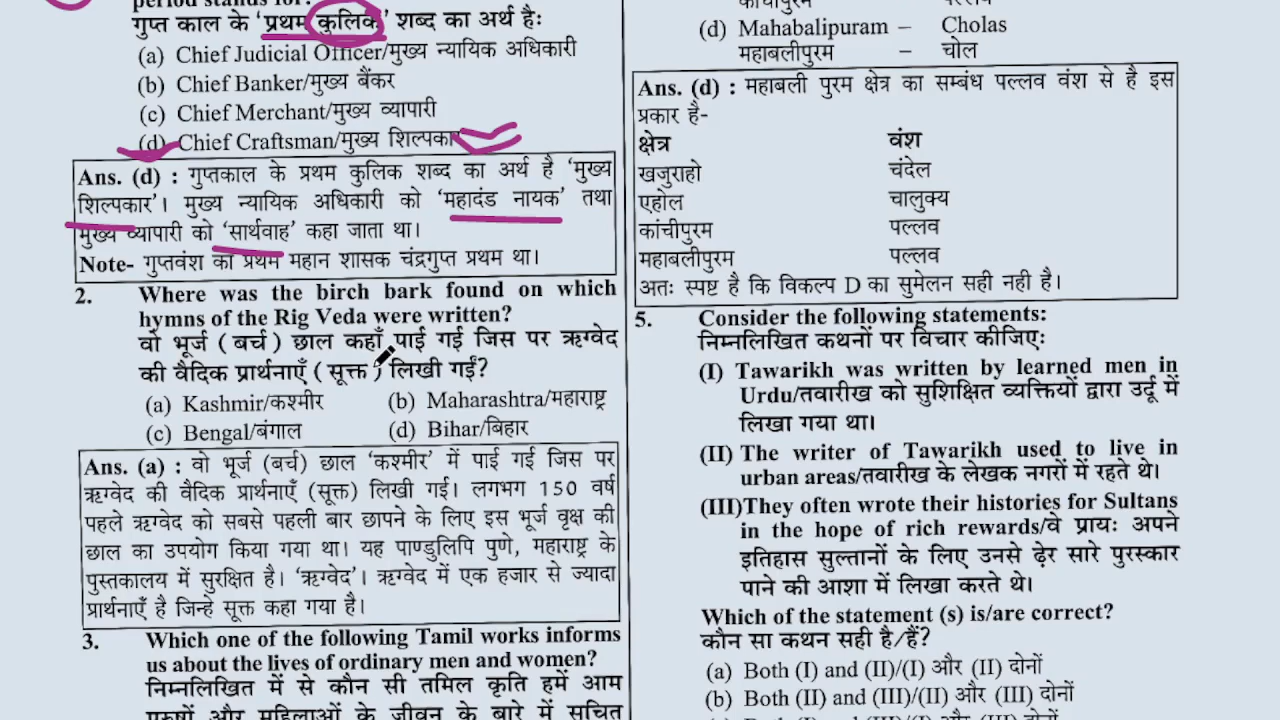 period stands for?
गुप्त काल के ‘प्रथम कुलिक’ शब्द का अर्थ है:
(a) Chief Judicial Officer/मुख्य न्यायिक अधिकारी
(b) Chief Banker/मुख्य बैंकर
(c) Chief Merchant/मुख्य व्यापारी
(d) Chief Craftsman/मुख्य शिल्पकार
Ans. (d) : गुप्तकाल के प्रथम कुलिक शब्द का अर्थ है ‘मुख्य
शिल्पकार’। मुख्य न्यायिक अधिकारी को ‘महादंड नायक’ तथा
मुख्य व्यापारी को ‘सार्थवाह’ कहा जाता था।
Note- गुप्तवंश का प्रथम महान शासक चंद्रगुप्त प्रथम था।
2. Where was the birch bark found on which
hymns of the Rig Veda were written?
वो भूर्ज ( बर्च ) छाल कहाँ पाई गई जिस पर ऋग्वेद
की वैदिक प्रार्थनाएँ ( सूक्त ) लिखी गईं?
(a) Kashmir/कश्मीर (b) Maharashtra/महाराष्ट्र
(c) Bengal/बंगाल (d) Bihar/बिहार
Ans. (a) : वो भूर्ज (बर्च) छाल ‘कश्मीर’ में पाई गई जिस पर
ऋग्वेद की वैदिक प्रार्थनाएँ (सूक्त) लिखी गई। लगभग 150 वर्ष
पहले ऋग्वेद को सबसे पहली बार छापने के लिए इस भूर्ज वृक्ष की
छाल का उपयोग किया गया था। यह पाण्डुलिपि पुणे, महाराष्ट्र के
पुस्तकालय में सुरक्षित है। ‘ऋग्वेद’। ऋग्वेद में एक हजार से ज्यादा
प्रार्थनाएँ है जिन्हे सूक्त कहा गया है।
3. Which one of the following Tamil works informs
us about the lives of ordinary men and women?
निम्नलिखित में से कौन सी तमिल कृति हमें आम
पुरुषों और महिलाओं के जीवन के बारे में सूचित
कांचीपुरम पल्लव
(d) Mahabalipuram – Cholas
महाबलीपुरम – चोल
Ans. (d) : महाबली पुरम क्षेत्र का सम्बंध पल्लव वंश से है इस
प्रकार है-
क्षेत्र वंश
खजुराहो चंदेल
एहोल चालुक्य
कांचीपुरम पल्लव
महाबलीपुरम पल्लव
अतः स्पष्ट है कि विकल्प D का सुमेलन सही नही है।
5. Consider the following statements:
निम्नलिखित कथनों पर विचार कीजिए:
(I) Tawarikh was written by learned men in
Urdu/तवारीख को सुशिक्षित व्यक्तियों द्वारा उर्दू में
लिखा गया था।
(II) The writer of Tawarikh used to live in
urban areas/तवारीख के लेखक नगरों में रहते थे।
(III)They often wrote their histories for Sultans
in the hope of rich rewards/वे प्रायः अपने
इतिहास सुल्तानों के लिए उनसे ढ़ेर सारे पुरस्कार
पाने की आशा में लिखा करते थे।
Which of the statement (s) is/are correct?
कौन सा कथन सही है/हैं?
(a) Both (I) and (II)/(I) और (II) दोनों
(b) Both (II) and (III)/(II) और (III) दोनों